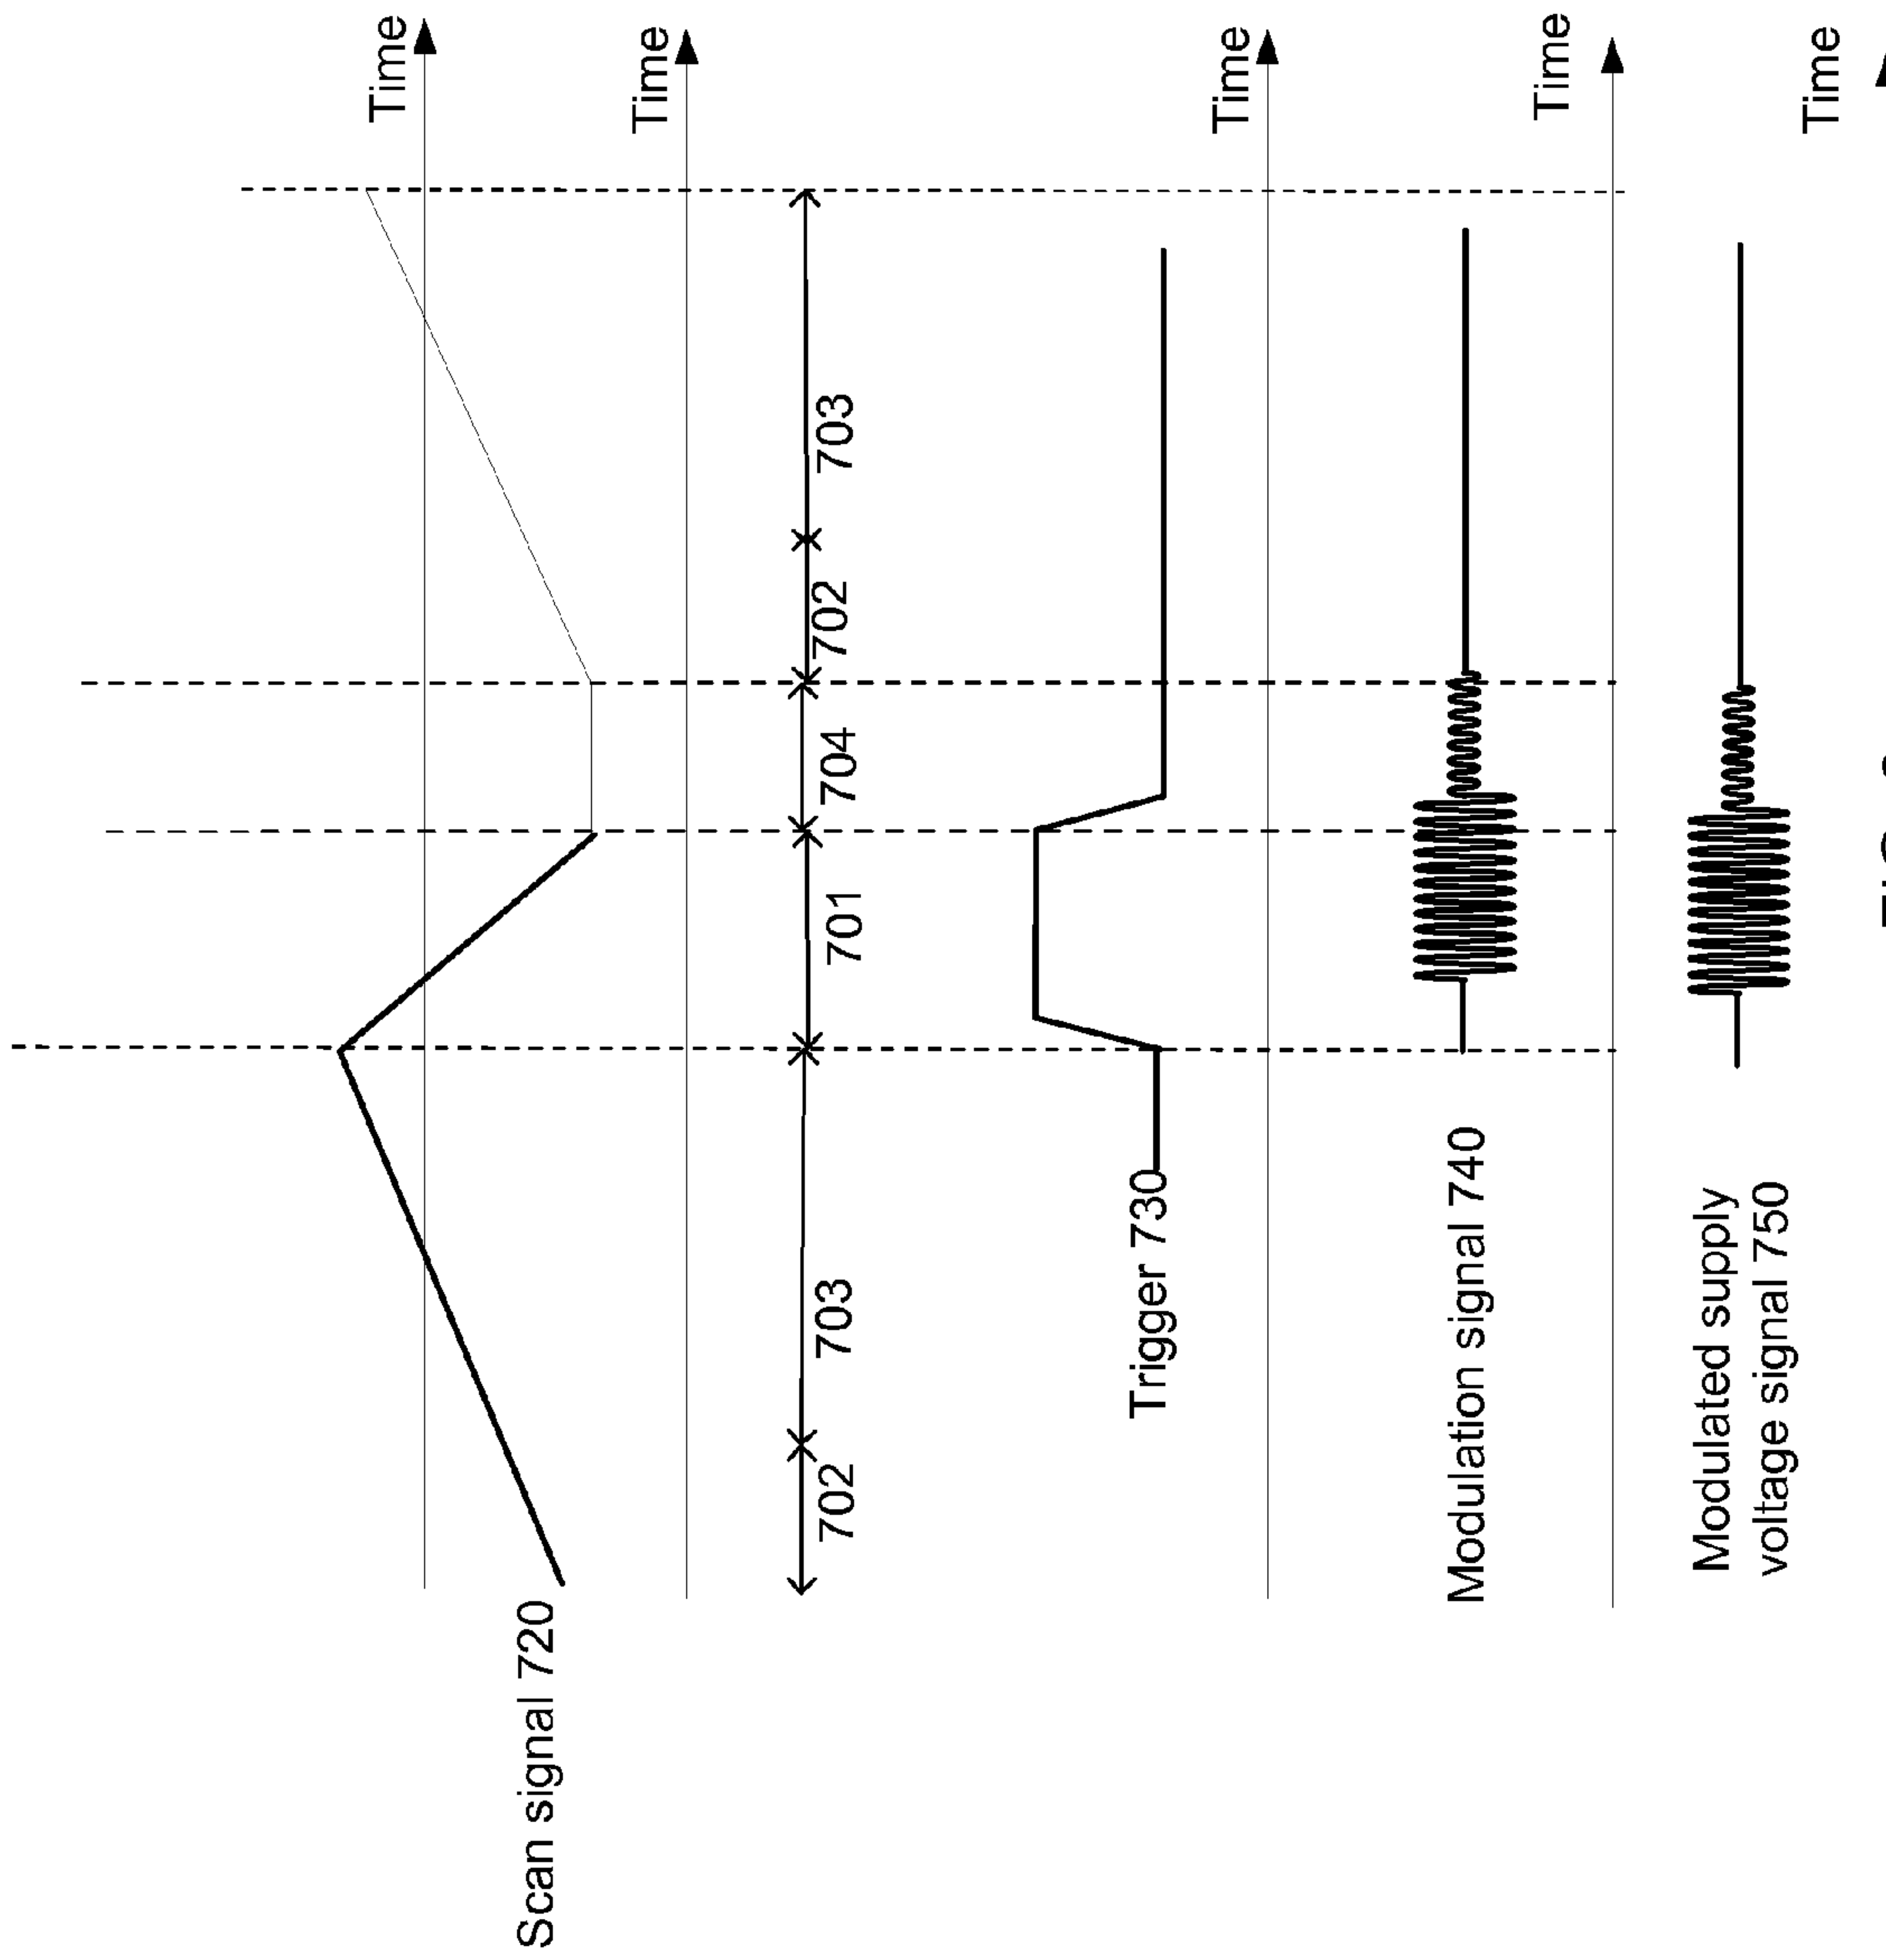 Time
Scan signal 720
Time
702
703
701
704
702
703
Trigger 730
Time
Modulation signal 740
Time
Modulated supply
voltage signal 750
Time